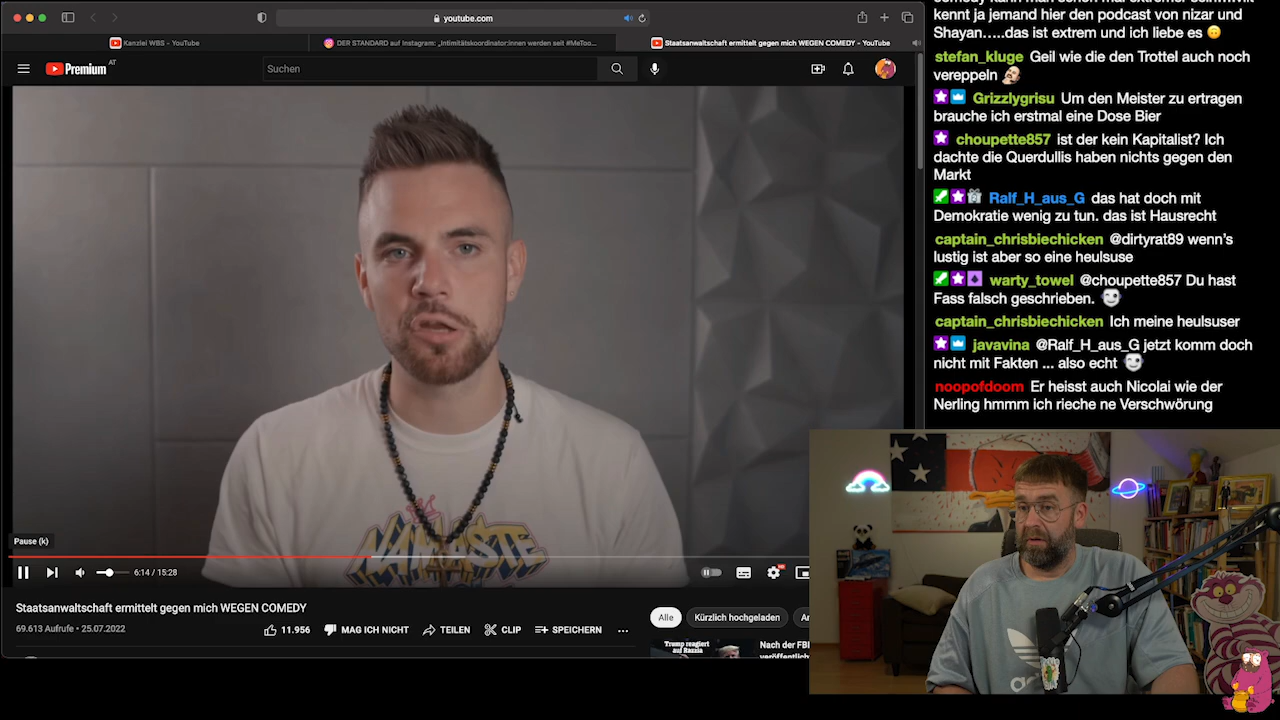 youtube.com
Kanzlei WBS - YouTube
DER STANDARD auf Instagram: „Intimitätskoordinator:innen werden seit #MeToo...
Staatsanwaltschaft ermittelt gegen mich WEGEN COMEDY - YouTube
Premium AT
Suchen
NAMASTE
Pause (k)
6:14 / 15:28
Staatsanwaltschaft ermittelt gegen mich WEGEN COMEDY
69.613 Aufrufe • 25.07.2022
11.956
MAG ICH NICHT
TEILEN
CLIP
SPEICHERN
Alle
Kürzlich hochgeladen
Trump reagiert
auf Razzia
Nach der FBI
veröffentlich
kennt ja jemand hier den podcast von nizar und
Shayan…..das ist extrem und ich liebe es
stefan_kluge Geil wie die den Trottel auch noch
vereppeln
Grizzlygrisu Um den Meister zu ertragen
brauche ich erstmal eine Dose Bier
choupette857 ist der kein Kapitalist? Ich
dachte die Querdullis haben nichts gegen den
Markt
Ralf_H_aus_G das hat doch mit
Demokratie wenig zu tun. das ist Hausrecht
captain_chrisbiechicken @dirtyrat89 wenn’s
lustig ist aber so eine heulsuse
warty_towel @choupette857 Du hast
Fass falsch geschrieben.
captain_chrisbiechicken Ich meine heulsuser
javavina @Ralf_H_aus_G jetzt komm doch
nicht mit Fakten ... also echt
noopofdoom Er heisst auch Nicolai wie der
Nerling hmmm ich rieche ne Verschwörung